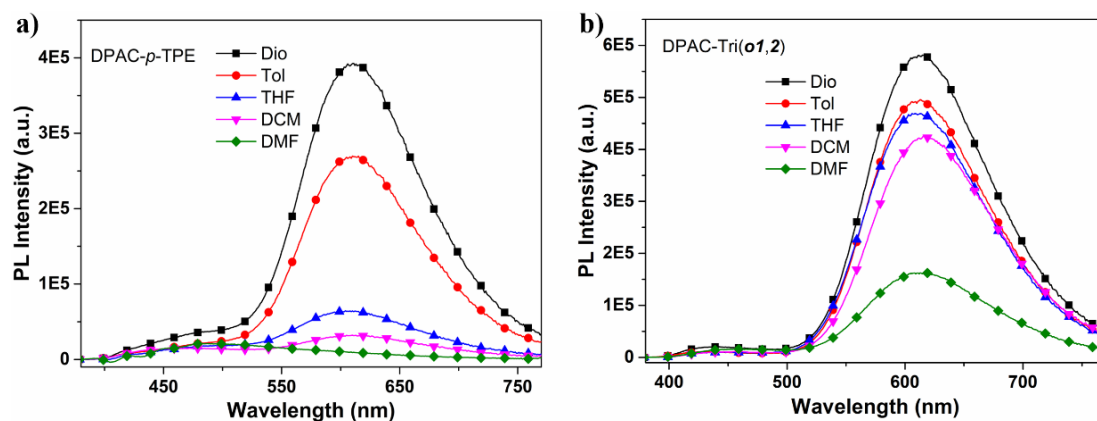 a)
DPAC-p-TPE
Dio
Tol
THF
DCM
DMF
4E5
3E5
2E5
1E5
0
PL Intensity (a.u.)
450
550
650
750
Wavelength (nm)
b)
DPAC-Tri(o1,2)
Dio
Tol
THF
DCM
DMF
6E5
5E5
4E5
3E5
2E5
1E5
0
PL Intensity (a.u.)
400
500
600
700
Wavelength (nm)